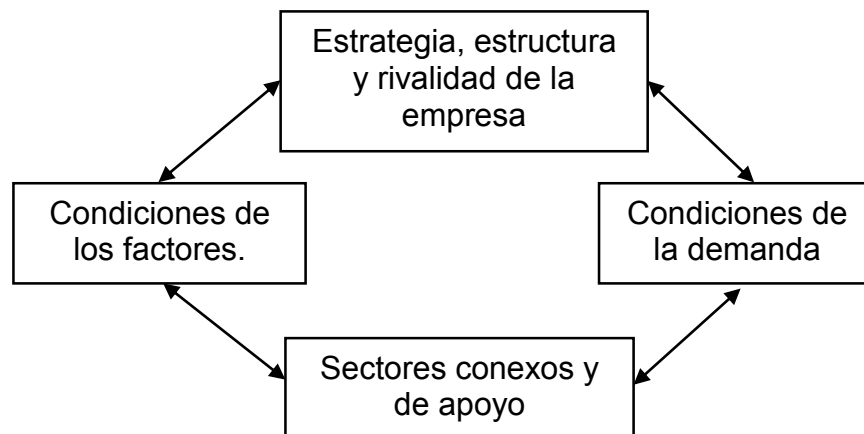 Estrategia, estructura
y rivalidad de la
empresa
Condiciones de
los factores.
Condiciones de
la demanda
Sectores conexos y
de apoyo